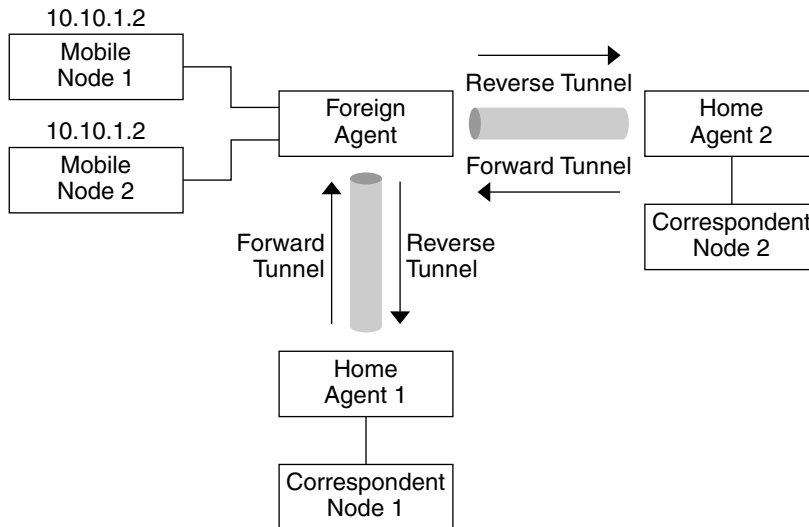 10.10.1.2
Mobile
Node 1
10.10.1.2
Mobile
Node 2
Foreign
Agent
Reverse Tunnel
Forward Tunnel
Home
Agent 2
Correspondent
Node 2
Forward
Tunnel
Reverse
Tunnel
Home
Agent 1
Correspondent
Node 1